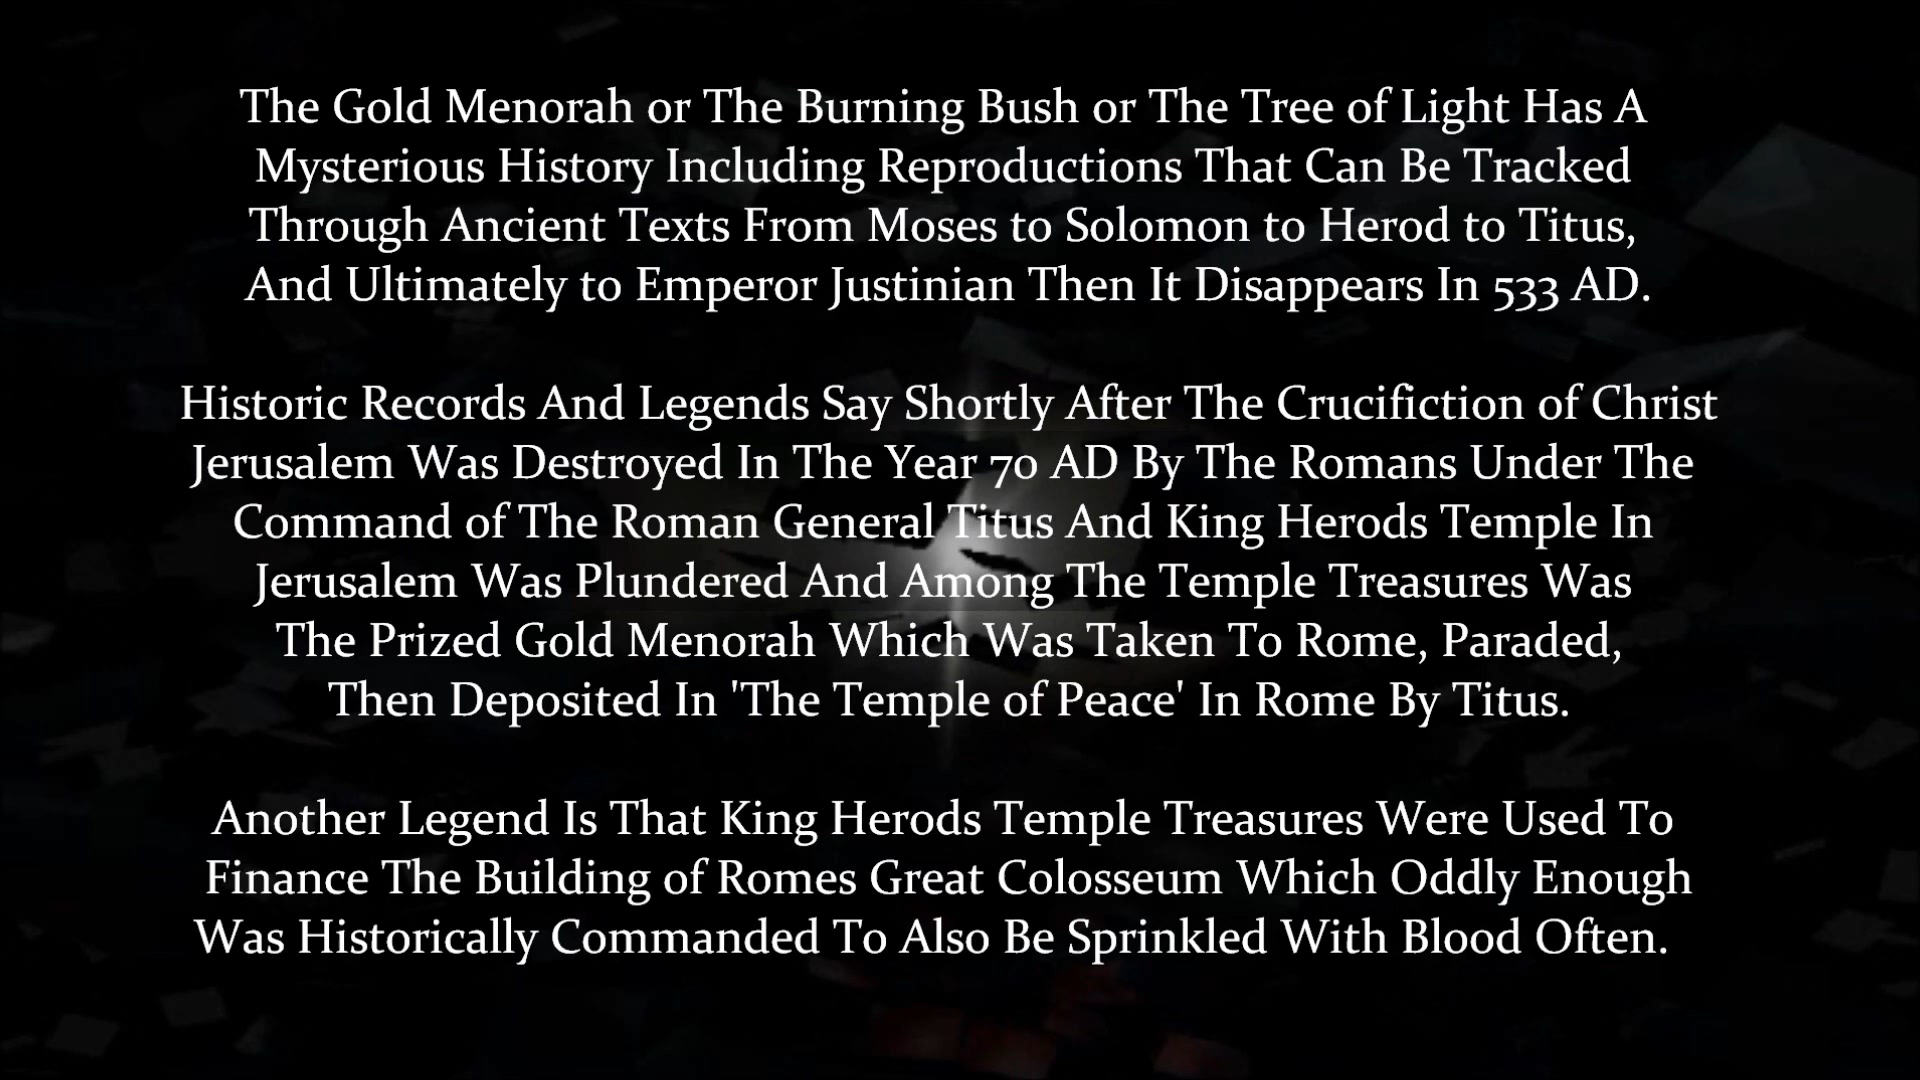 The Gold Menorah or The Burning Bush or The Tree of Light Has A
Mysterious History Including Reproductions That Can Be Tracked
Through Ancient Texts From Moses to Solomon to Herod to Titus,
And Ultimately to Emperor Justinian Then It Disappears In 533 AD.
Historic Records And Legends Say Shortly After The Crucifiction of Christ
Jerusalem Was Destroyed In The Year 70 AD By The Romans Under The
Command of The Roman General Titus And King Herods Temple In
Jerusalem Was Plundered And Among The Temple Treasures Was
The Prized Gold Menorah Which Was Taken To Rome, Paraded,
Then Deposited In 'The Temple of Peace' In Rome By Titus.
Another Legend Is That King Herods Temple Treasures Were Used To
Finance The Building of Romes Great Colosseum Which Oddly Enough
Was Historically Commanded To Also Be Sprinkled With Blood Often.